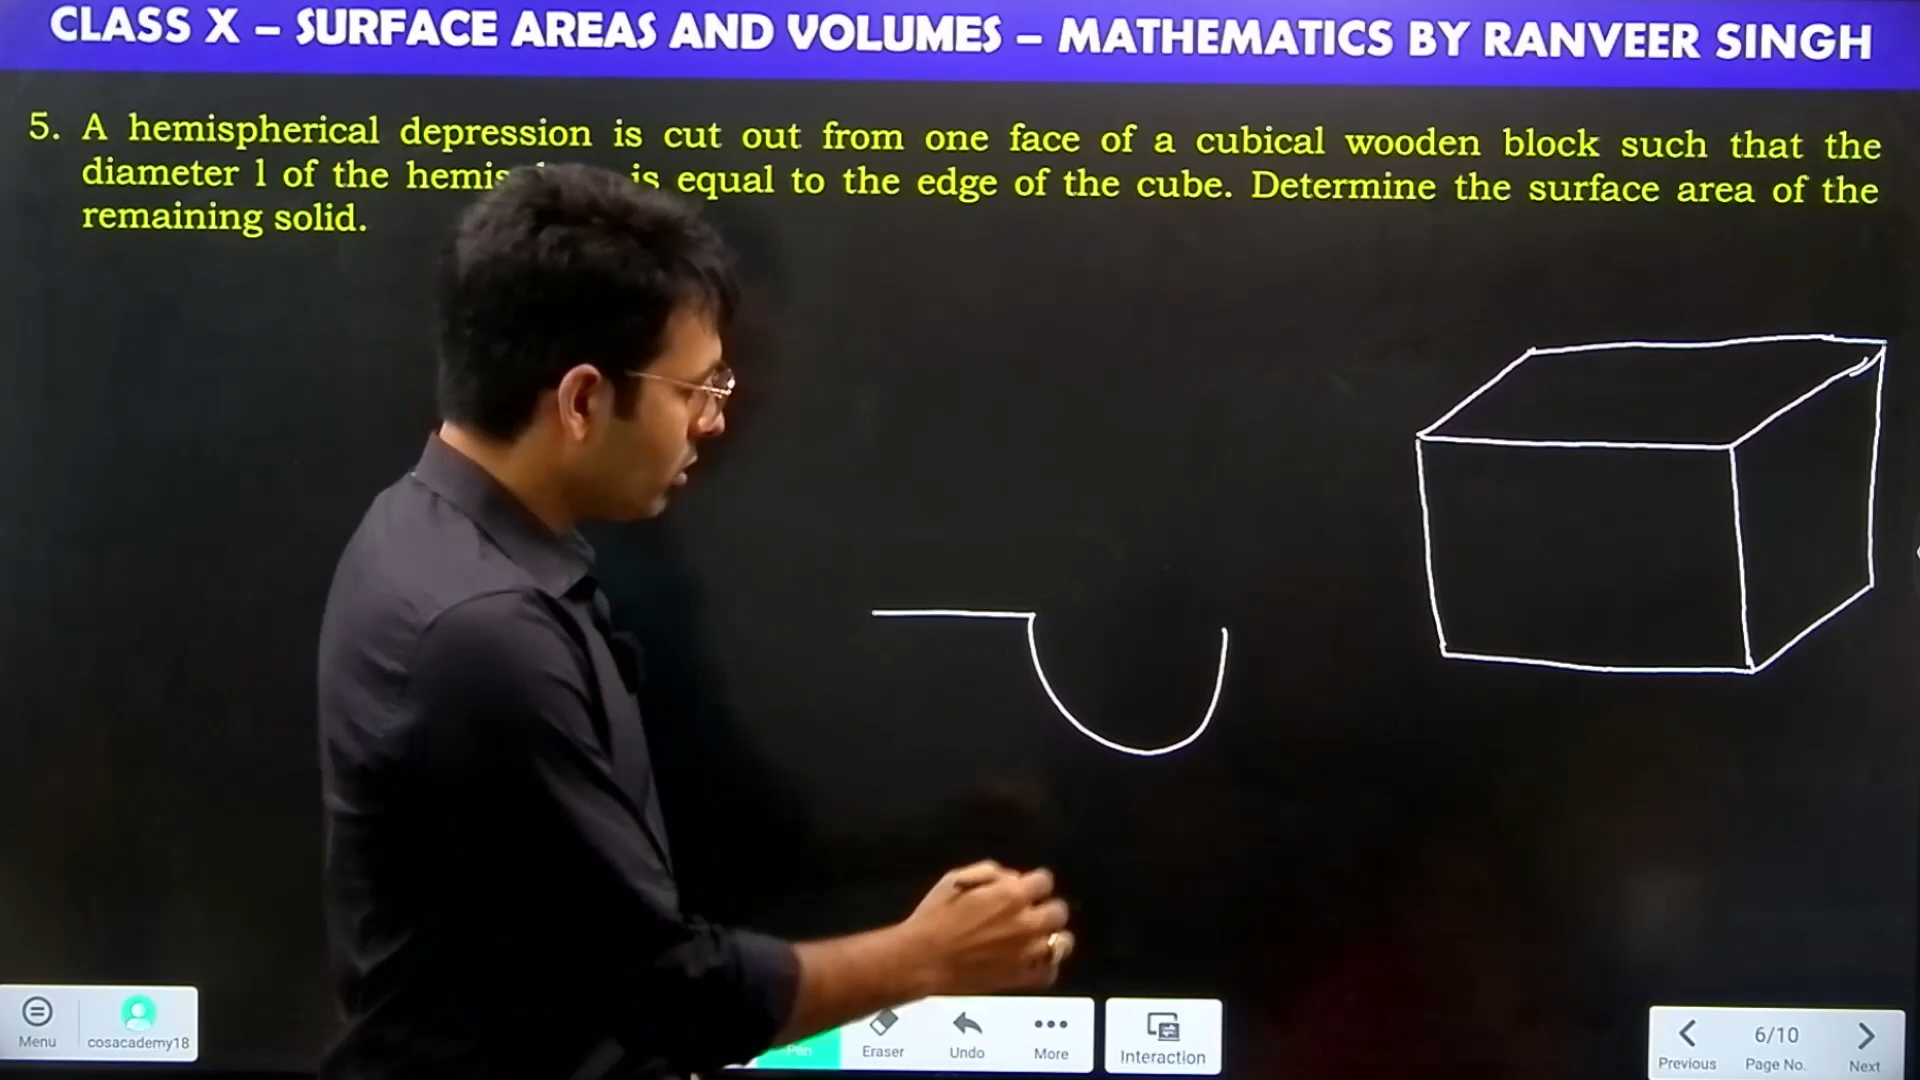 CLASS X – SURFACE AREAS AND VOLUMES – MATHEMATICS BY RANVEER SINGH
5. A hemispherical depression is cut out from one face of a cubical wooden block such that the
diameter l of the is equal to the edge of the cube. Determine the surface area of the
remaining solid.
Menu
cosacademy18
Pen
Eraser
Undo
More
Interaction
Previous
6/10
Page No.
Next